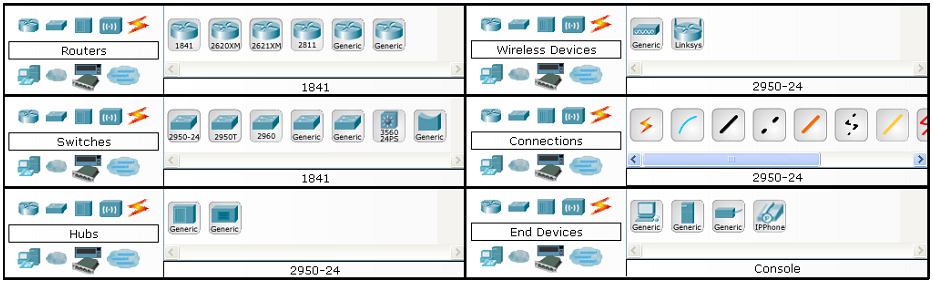 1841 2620XM 2621XM 2811 Generic Generic
Routers
1841
Generic Linksys
Wireless Devices
2950-24
2950-24 2950T 2960 Generic Generic 3560 24PS Generic
Switches
1841
Connections
2950-24
Generic Generic
Hubs
2950-24
Generic Generic Generic IPPhone
End Devices
Console